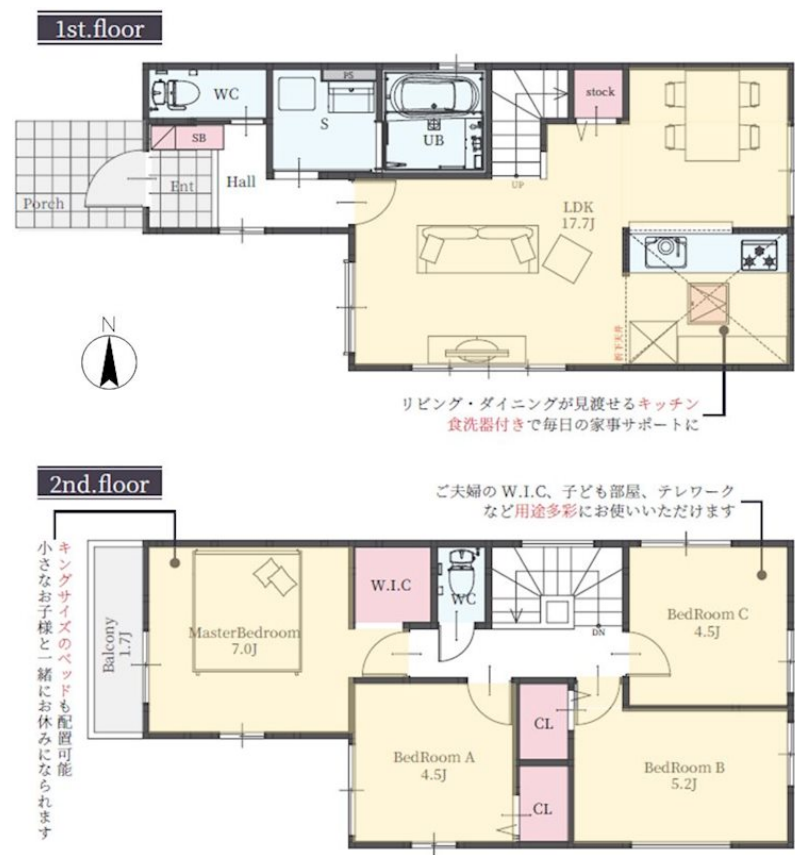 1st.floor
WC
PS
S
UB
stock
SB
Ent
Hall
Porch
UP
LDK
17.7J
折下天井
N
リビング・ダイニングが見渡せるキッチン
食洗器付きで毎日の家事サポートに
2nd.floor
ご夫婦の W.I.C、子ども部屋、テレワーク
など用途多彩にお使いいただけます
キングサイズのベッドも配置可能
小さなお子様と一緒にお休みになられます
Balcony
1.7J
MasterBedroom
7.0J
W.I.C
WC
DN
BedRoom C
4.5J
BedRoom A
4.5J
CL
CL
BedRoom B
5.2J